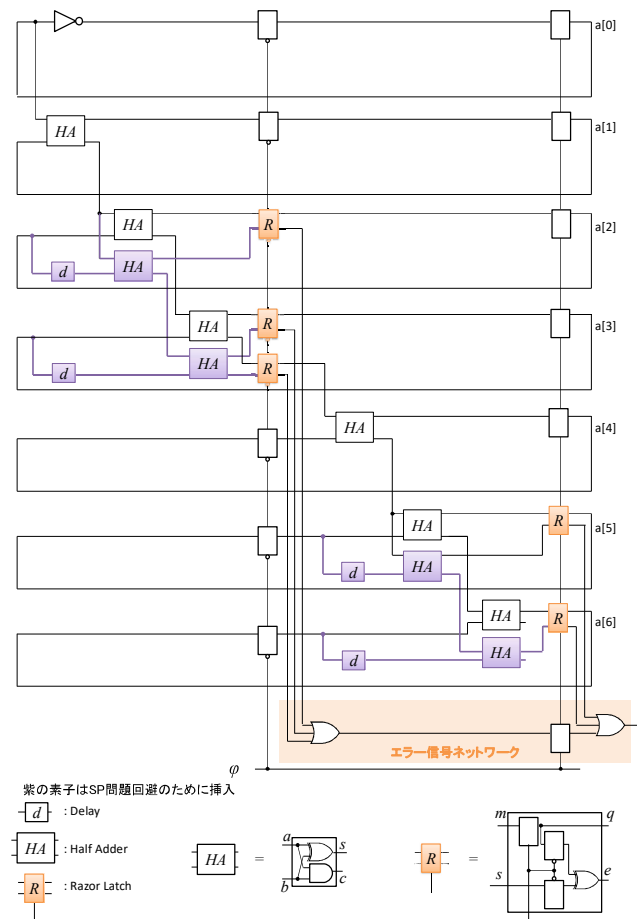 a[0]
HA
a[1]
HA
R
a[2]
d
HA
HA
R
a[3]
d
HA
R
HA
a[4]
HA
R
a[5]
d
HA
HA
R
a[6]
d
HA
エラー信号ネットワーク
φ
紫の素子はSP問題回避のために挿入
d : Delay
HA : Half Adder
R : Razor Latch
HA = a b s c
R = m s q e